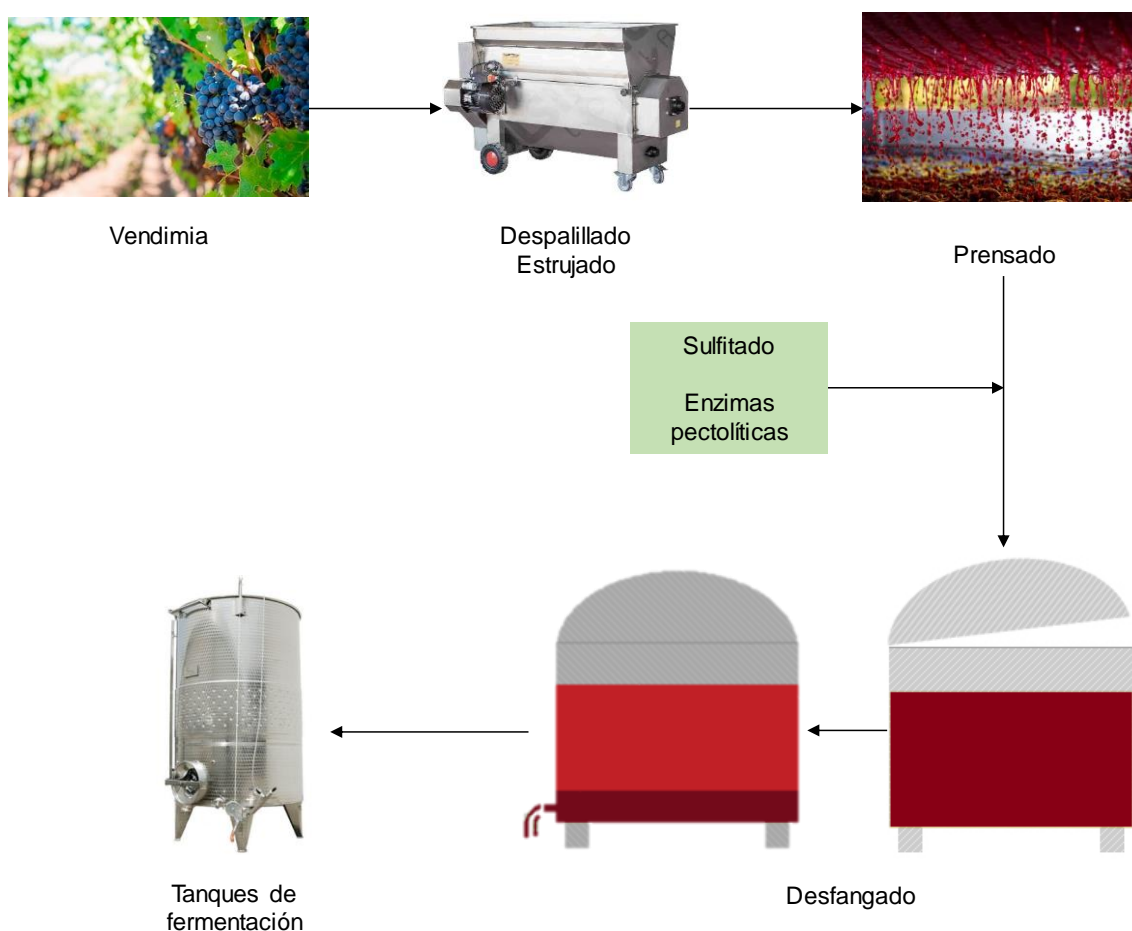 Vendimia
Despalillado
Estrujado
Prensado
Sulfitado
Enzimas
pectolíticas
Tanques de
fermentación
Desfangado